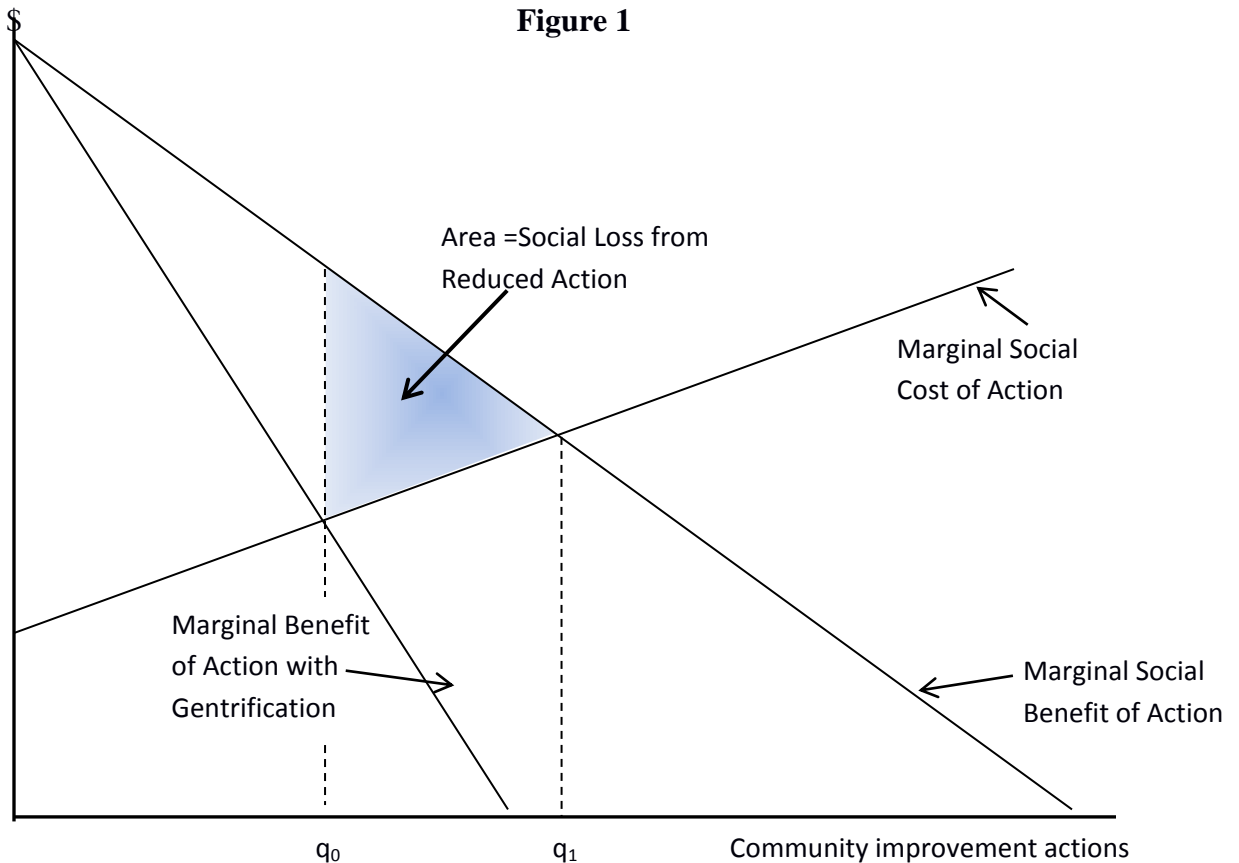 $
Figure 1
Area =Social Loss from
Reduced Action
Marginal Social
Cost of Action
Marginal Benefit
of Action with
Gentrification
Marginal Social
Benefit of Action
q₀
q₁
Community improvement actions